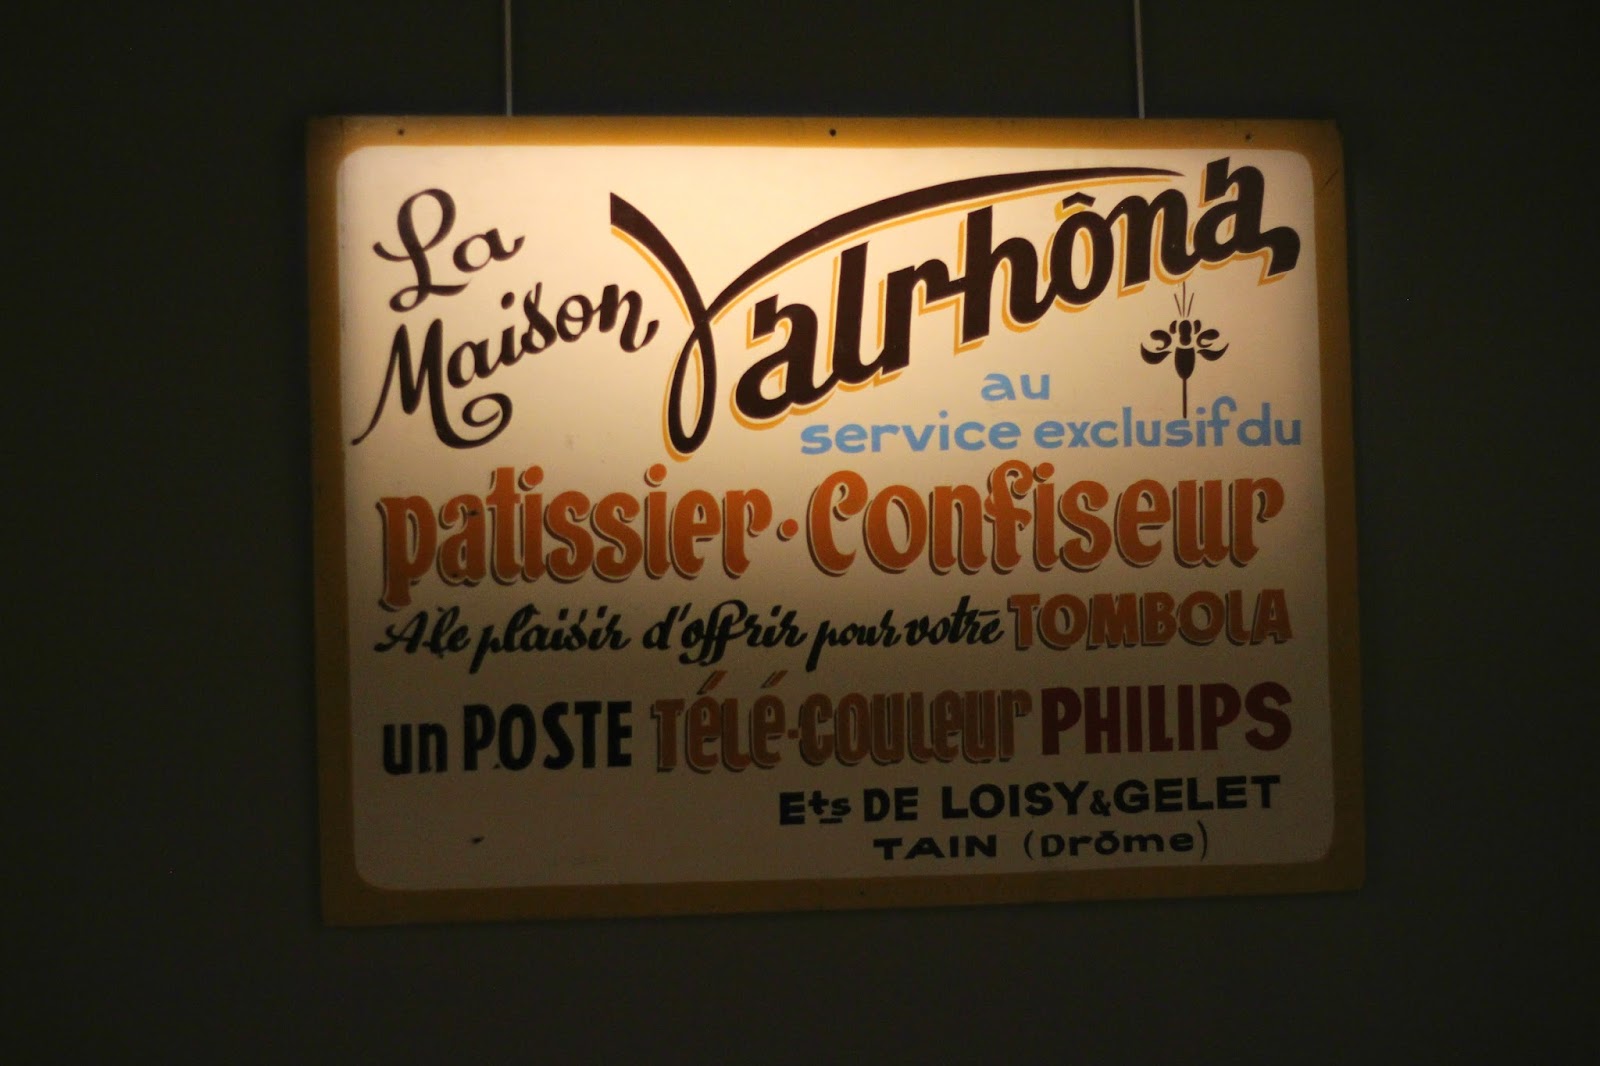 La
Maison Valrhôna
au
service exclusif du
patissier · Confiseur
A le plaisir d'offrir pour votre TOMBOLA
un POSTE TÉLÉ-COULEUR PHILIPS
Ets DE LOISY & GELET
TAIN (Drôme)